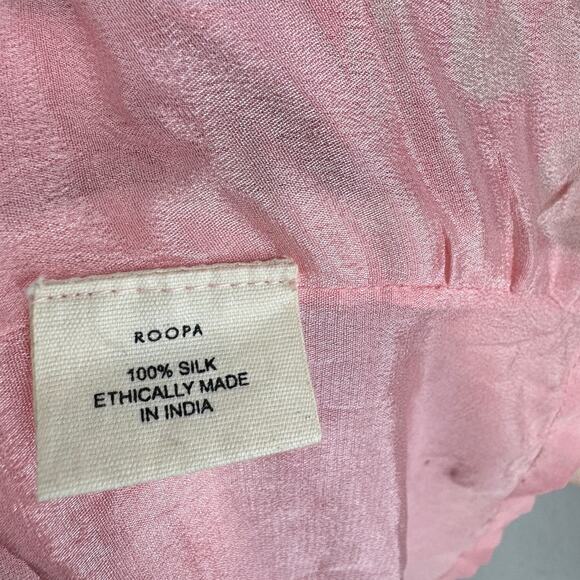 ROOPA
100% SILK
ETHICALLY MADE
IN INDIA